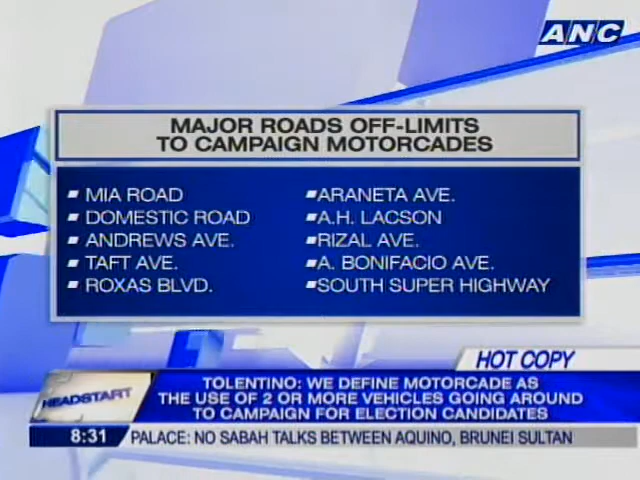 ANC
MAJOR ROADS OFF-LIMITS
TO CAMPAIGN MOTORCADES
MIA ROAD
DOMESTIC ROAD
ANDREWS AVE.
TAFT AVE.
ROXAS BLVD.
ARANETA AVE.
A.H. LACSON
RIZAL AVE.
A. BONIFACIO AVE.
SOUTH SUPER HIGHWAY
HOT COPY
HEADSTART
TOLENTINO: WE DEFINE MOTORCADE AS
THE USE OF 2 OR MORE VEHICLES GOING AROUND
TO CAMPAIGN FOR ELECTION CANDIDATES
8:31
PALACE: NO SABAH TALKS BETWEEN AQUINO, BRUNEI SULTAN